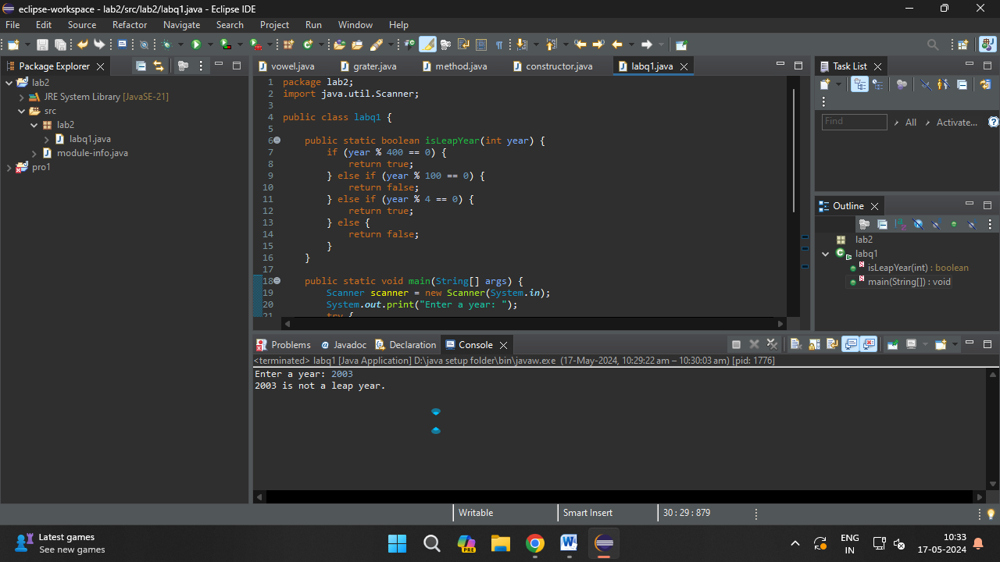 eclipse-workspace - lab2/src/lab2/labq1.java - Eclipse IDE
File Edit Source Refactor Navigate Search Project Run Window Help
Package Explorer
lab2
JRE System Library [JavaSE-21]
src
lab2
labq1.java
module-info.java
pro1
vowel.java grater.java method.java constructor.java labq1.java
1 package lab2;
2 import java.util.Scanner;
3
4 public class labq1 {
5
6 public static boolean isLeapYear(int year) {
7 if (year % 400 == 0) {
8 return true;
9 } else if (year % 100 == 0) {
10 return false;
11 } else if (year % 4 == 0) {
12 return true;
13 } else {
14 return false;
15 }
16 }
17
18 public static void main(String[] args) {
19 Scanner scanner = new Scanner(System.in);
20 System.out.print("Enter a year: ");
21 try {
Task List
Find All Activate...
Outline
lab2
labq1
isLeapYear(int) : boolean
main(String[]) : void
Problems Javadoc Declaration Console
<terminated> labq1 [Java Application] D:\java setup folder\bin\javaw.exe (17-May-2024, 10:29:22 am – 10:30:03 am) [pid: 1776]
Enter a year: 2003
2003 is not a leap year.
Writable Smart Insert 30 : 29 : 879
Latest games
See new games
PRE
ENG
IN
10:33
17-05-2024